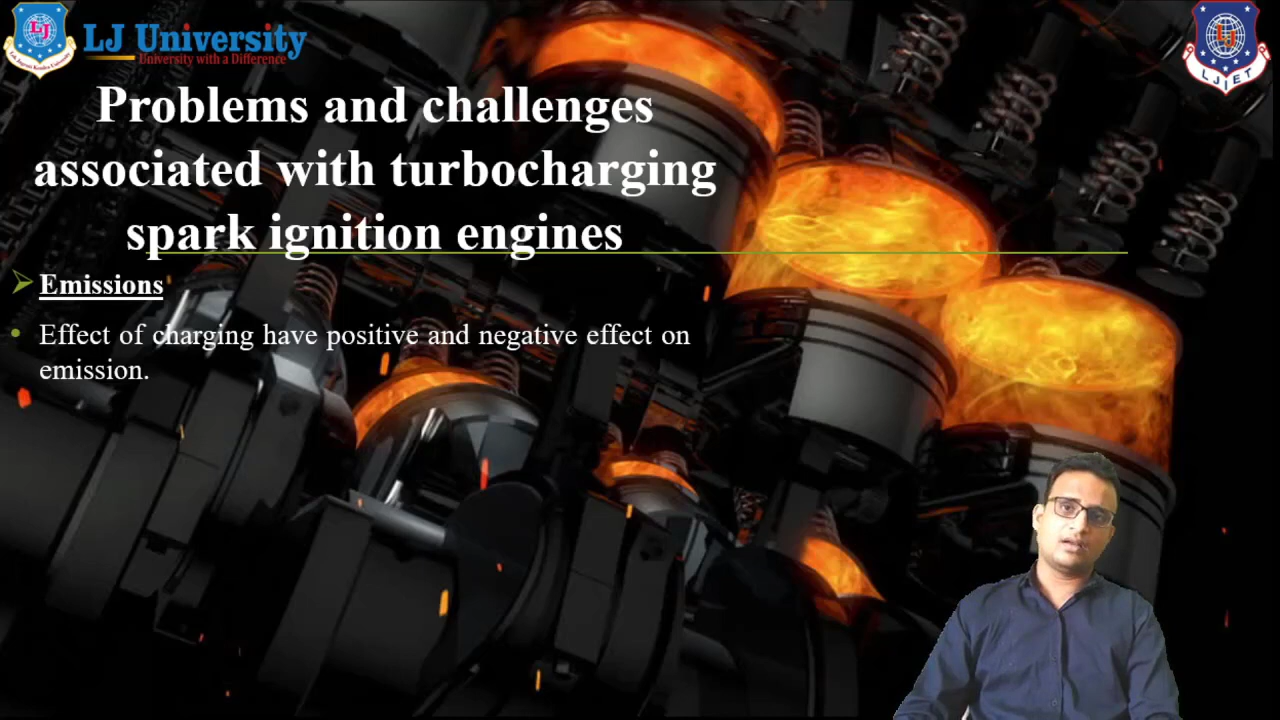 LJ University
University with a Difference
LJ
LJIET
Problems and challenges
associated with turbocharging
spark ignition engines
Emissions
Effect of charging have positive and negative effect on
emission.